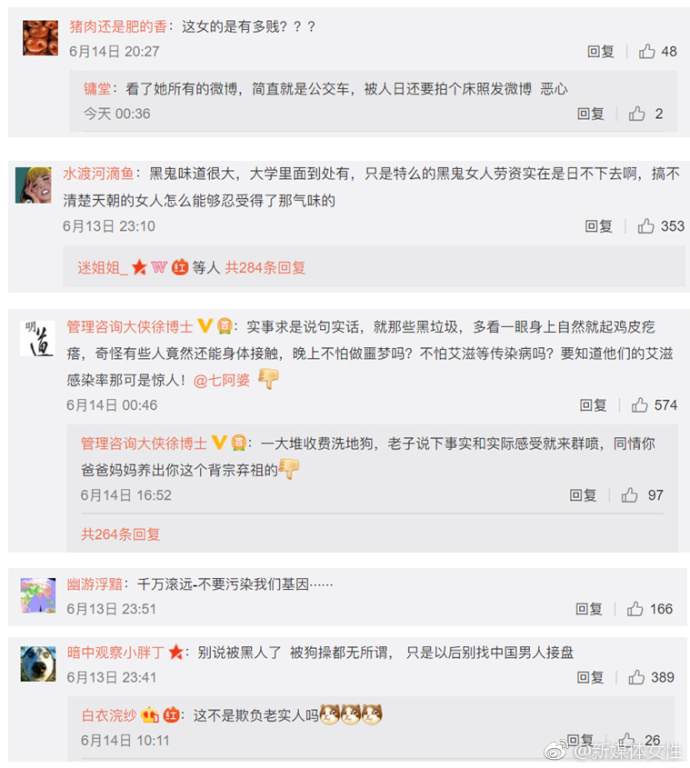 猪肉还是肥的香：这女的是有多贱？？？
6月14日 20:27
回复 48
镛堂：看了她所有的微博，简直就是公交车，被人日还要拍个床照发微博 恶心
今天 00:36
回复 2
水渡河滴鱼：黑鬼味道很大，大学里面到处有，只是特么的黑鬼女人劳资实在是日不下去啊，搞不
清楚天朝的女人怎么能够忍受得了那气味的
6月13日 23:10
回复 353
迷姐姐_ 等人 共284条回复
明道
管理咨询大侠徐博士：实事求是说句实话，就那些黑垃圾，多看一眼身上自然就起鸡皮疙
瘩，奇怪有些人竟然还能身体接触，晚上不怕做噩梦吗？不怕艾滋等传染病吗？要知道他们的艾滋
感染率那可是惊人！@七阿婆
6月14日 00:46
回复 574
管理咨询大侠徐博士：一大堆收费洗地狗，老子说下事实和实际感受就来群喷，同情你
爸爸妈妈养出你这个背宗弃祖的
6月14日 16:52
回复 97
共264条回复
幽游浮黯：千万滚远-不要污染我们基因……
6月13日 23:51
回复 166
暗中观察小胖丁：别说被黑人了 被狗操都无所谓， 只是以后别找中国男人接盘
6月13日 23:41
回复 389
白衣浣纱：这不是欺负老实人吗
6月14日 10:11
回复 26
@新媒体女性